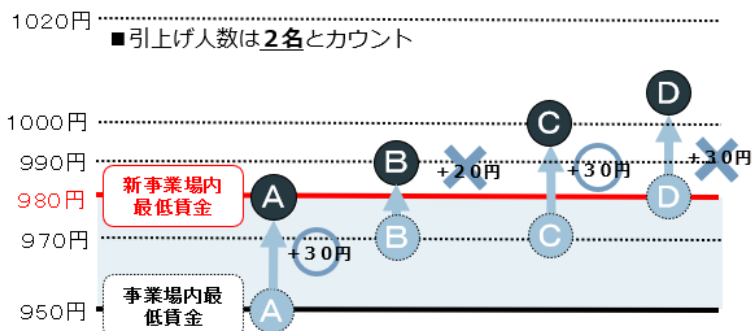 1020円
■引上げ人数は２名とカウント
1000円
990円
980円
970円
950円
新事業場内
最低賃金
事業場内最
低賃金
A
B
C
D
A
B
C
D
+30円
+20円
+30円
+30円